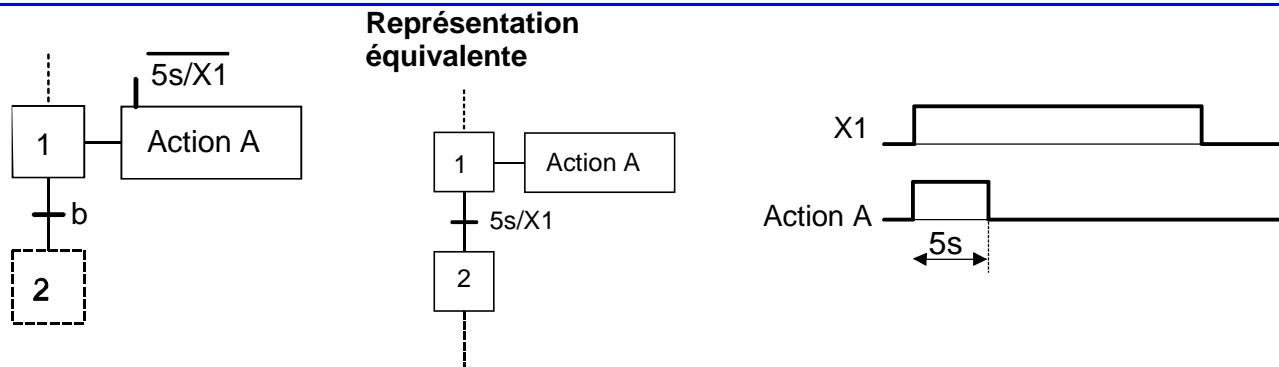 Représentation
équivalente
5s/X1
1
Action A
b
2
1
Action A
5s/X1
2
X1
Action A
5s